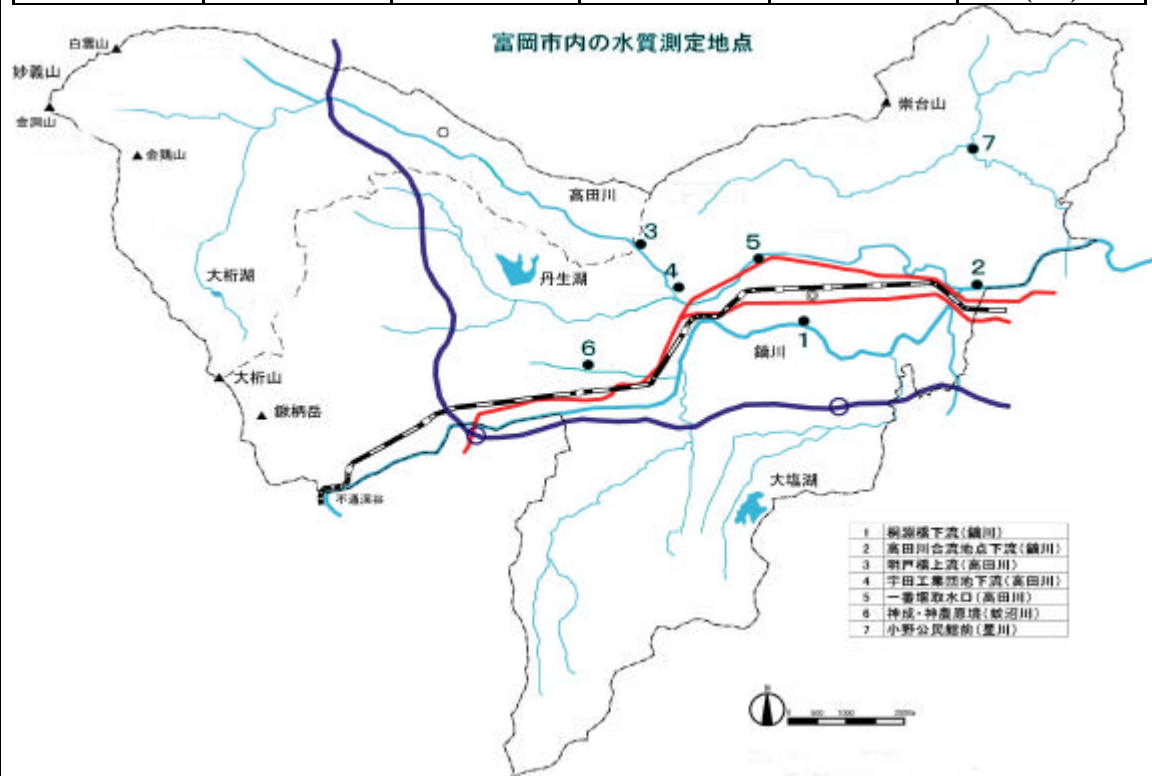 富岡市内の水質測定地点
白雲山
妙義山
金洞山
金鶏山
崇台山
高田川
大桁湖
丹生湖
大桁山
鍬柄岳
不通渓谷
鏑川
大塩湖
7
3
5
4
2
1
6
1 桐淵橋下流(鏑川)
2 高田川合流地点下流(鏑川)
3 明戸橋上流(高田川)
4 宇田工業団地下流(高田川)
5 一番堰取水口(高田川)
6 神成・神農原境(蚊沼川)
7 小野公民館前(星川)
N
0 500 1000 2000m